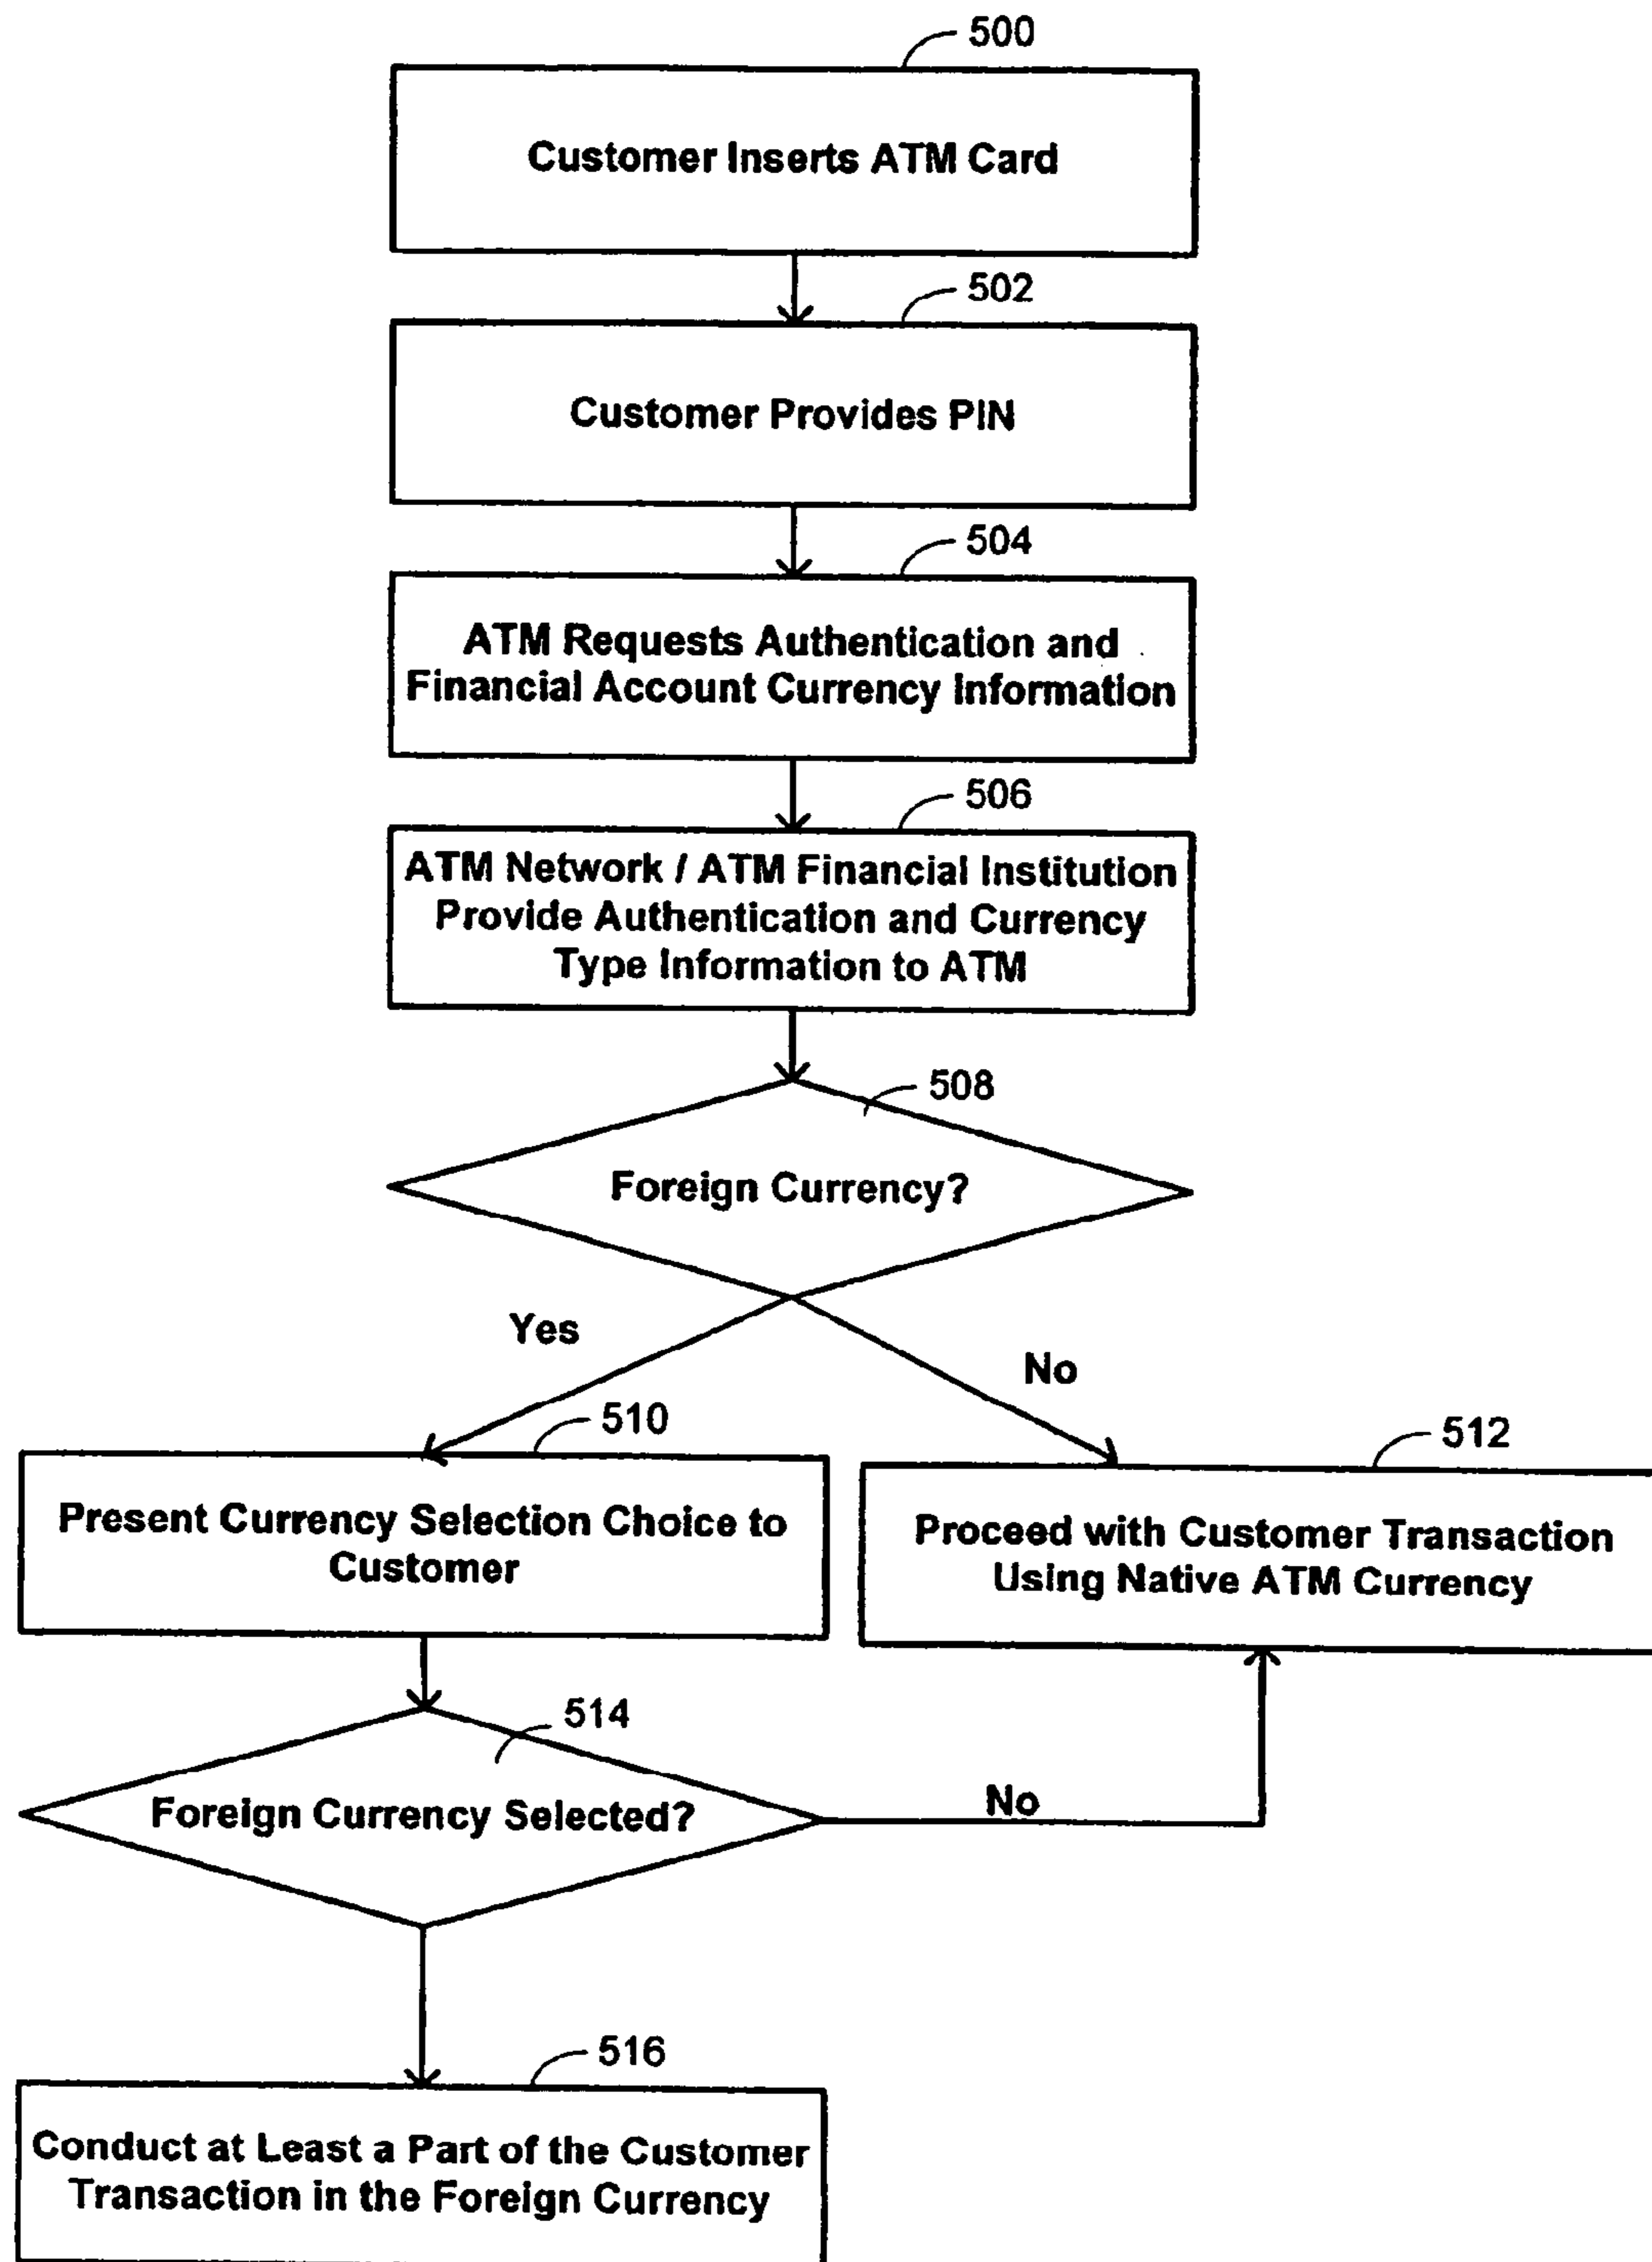 500
Customer Inserts ATM Card
502
Customer Provides PIN
504
ATM Requests Authentication and
Financial Account Currency Information
506
ATM Network / ATM Financial Institution
Provide Authentication and Currency
Type Information to ATM
508
Foreign Currency?
Yes
No
510
Present Currency Selection Choice to
Customer
512
Proceed with Customer Transaction
Using Native ATM Currency
514
Foreign Currency Selected?
No
516
Conduct at Least a Part of the Customer
Transaction in the Foreign Currency